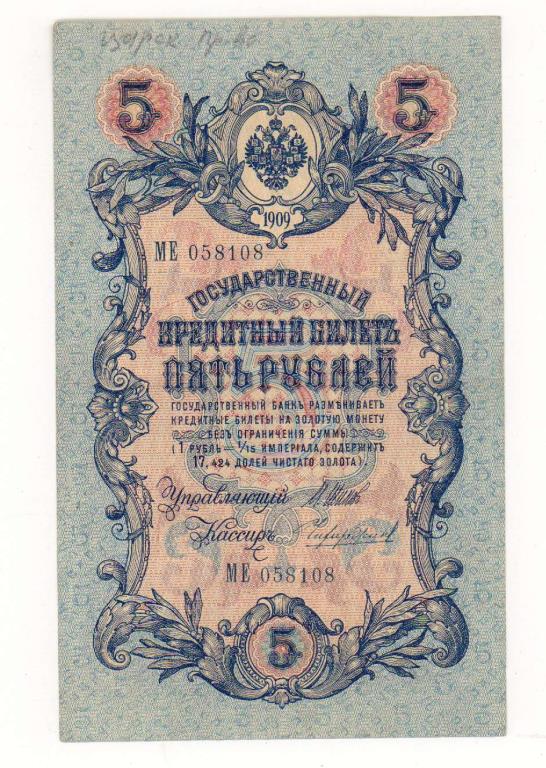 5 5
1909
МЕ 058108
ГОСУДАРСТВЕННЫЙ
КРЕДИТНЫЙ БИЛЕТЪ
ПЯТЬ РУБЛЕЙ
ГОСУДАРСТВЕННЫЙ БАНКЪ РАЗМѢНИВАЕТЪ
КРЕДИТНЫЕ БИЛЕТЫ НА ЗОЛОТУЮ МОНЕТУ
БЕЗЪ ОГРАНИЧЕНІЯ СУММЫ
(1 РУБЛЬ = 1/15 ИМПЕРІАЛА, СОДЕРЖИТЪ
17,424 ДОЛЕЙ ЧИСТАГО ЗОЛОТА).
Управляющій
Кассиръ
МЕ 058108
5